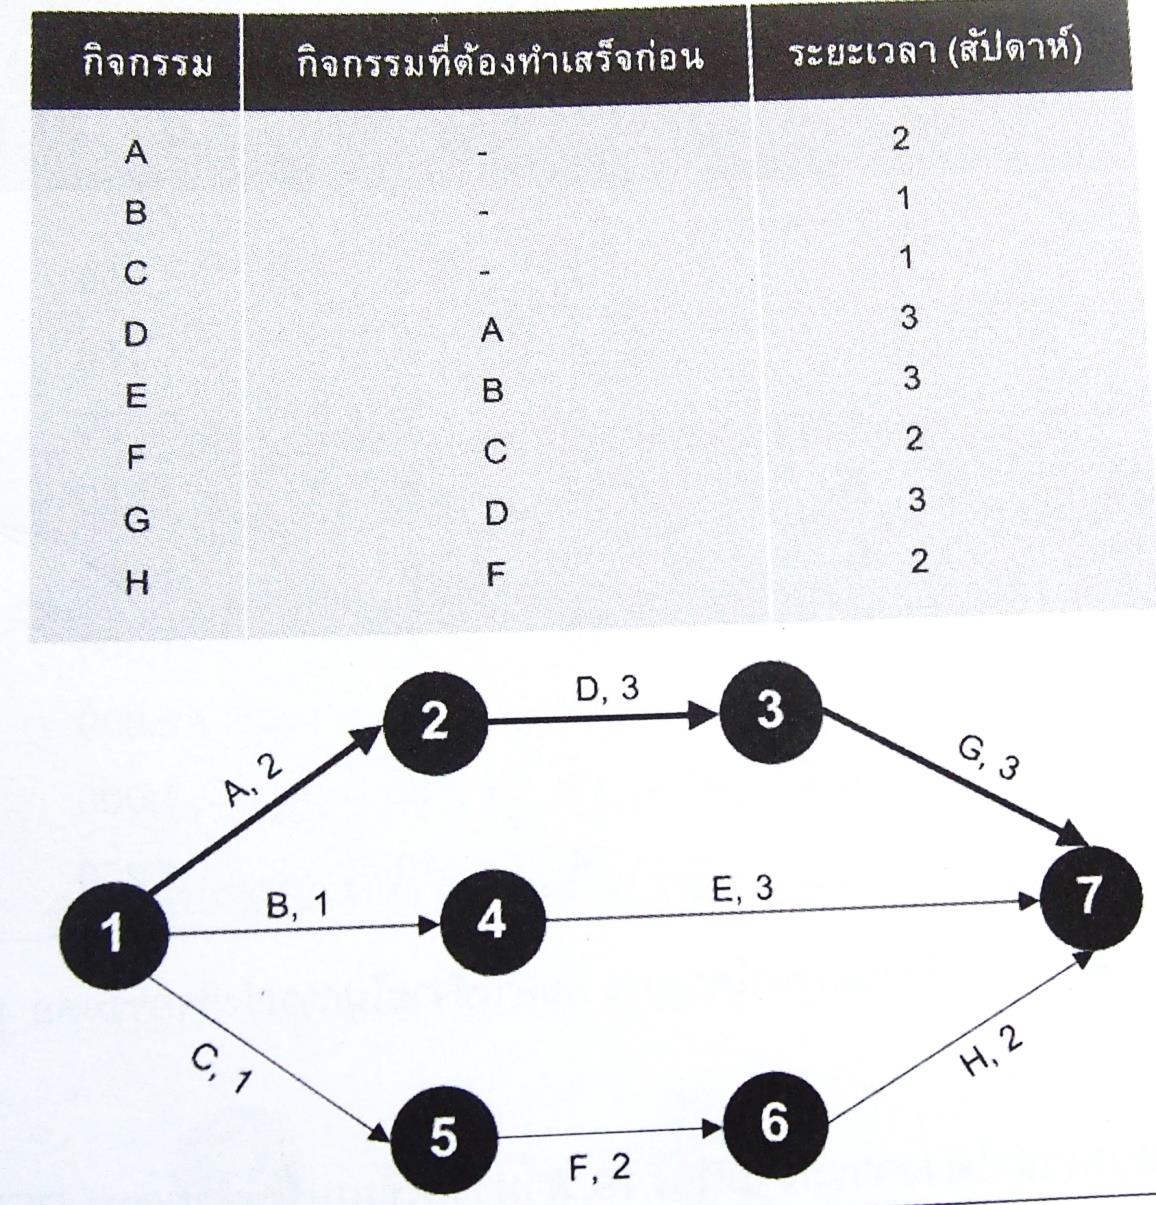 กิจกรรม กิจกรรมที่ต้องทำเสร็จก่อน ระยะเวลา (สัปดาห์)
A - 2
B - 1
C - 1
D A 3
E B 3
F C 2
G D 3
H F 2
2 D, 3 3
A, 2 G, 3
1 B, 1 4 E, 3 7
C, 1 H, 2
5 F, 2 6